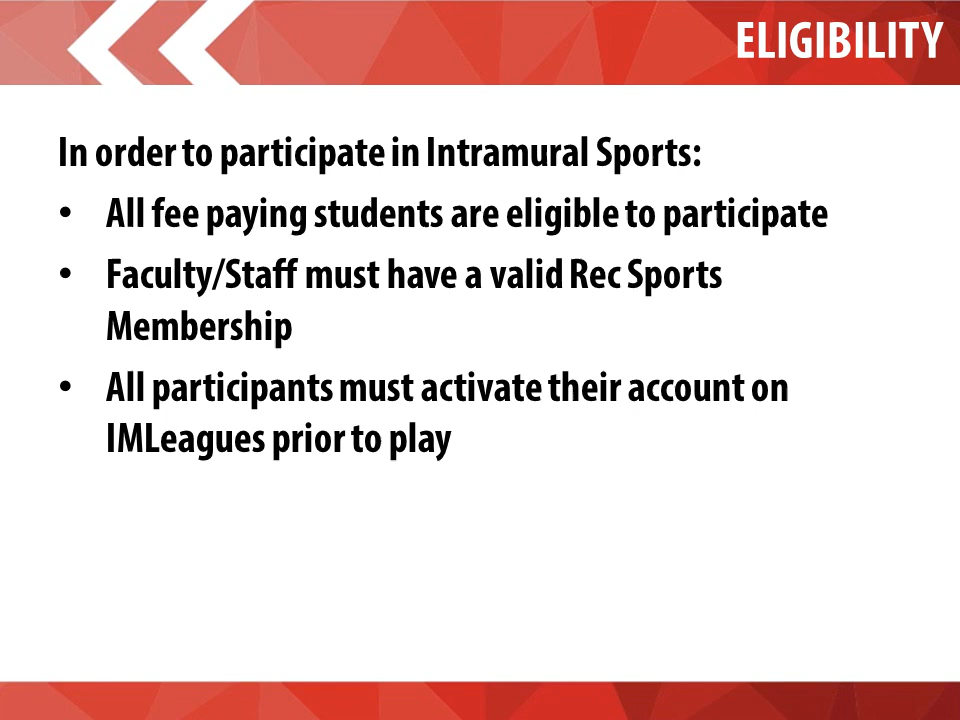 ELIGIBILITY
In order to participate in Intramural Sports:
• All fee paying students are eligible to participate
• Faculty/Staff must have a valid Rec Sports
Membership
• All participants must activate their account on
IMLeagues prior to play